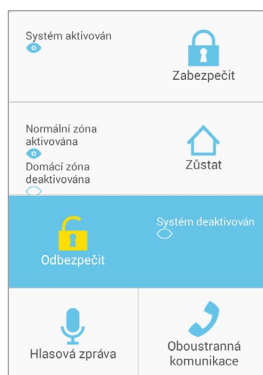 Systém aktivován
Zabezpečit
Normální zóna
aktivována
Domácí zóna
deaktivována
Zůstat
Odbezpečit
Systém deaktivován
Hlasová zpráva
Oboustranná
komunikace